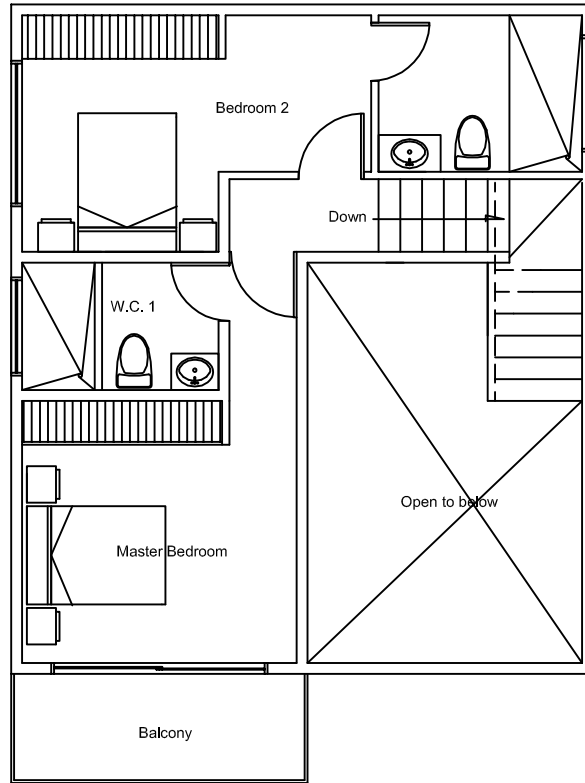 Bedroom 2
Down
W.C. 1
Open to below
Master Bedroom
Balcony